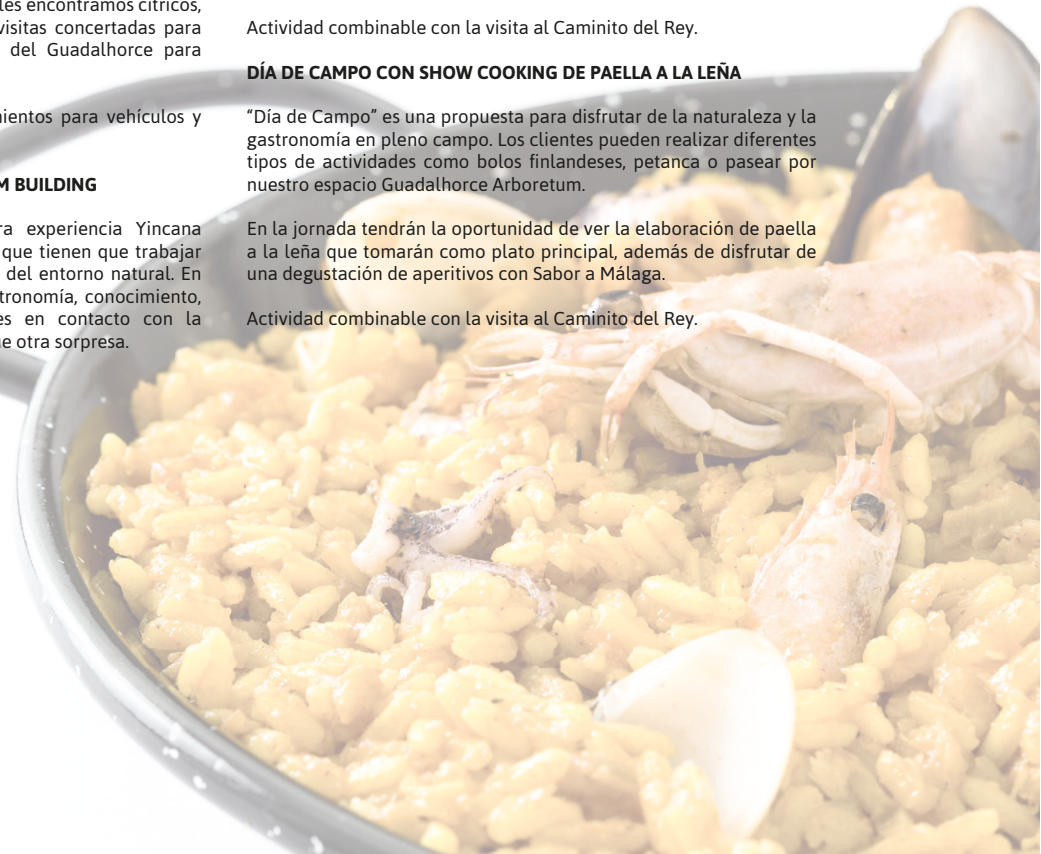 les encontramos cítricos,
visitas concertadas para
del Guadalhorce para
mientos para vehículos y
M BUILDING
ra experiencia Yincana
que tienen que trabajar
del entorno natural. En
tronomía, conocimiento,
es en contacto con la
e otra sorpresa.
Actividad combinable con la visita al Caminito del Rey.
DÍA DE CAMPO CON SHOW COOKING DE PAELLA A LA LEÑA
“Día de Campo” es una propuesta para disfrutar de la naturaleza y la
gastronomía en pleno campo. Los clientes pueden realizar diferentes
tipos de actividades como bolos finlandeses, petanca o pasear por
nuestro espacio Guadalhorce Arboretum.
En la jornada tendrán la oportunidad de ver la elaboración de paella
a la leña que tomarán como plato principal, además de disfrutar de
una degustación de aperitivos con Sabor a Málaga.
Actividad combinable con la visita al Caminito del Rey.